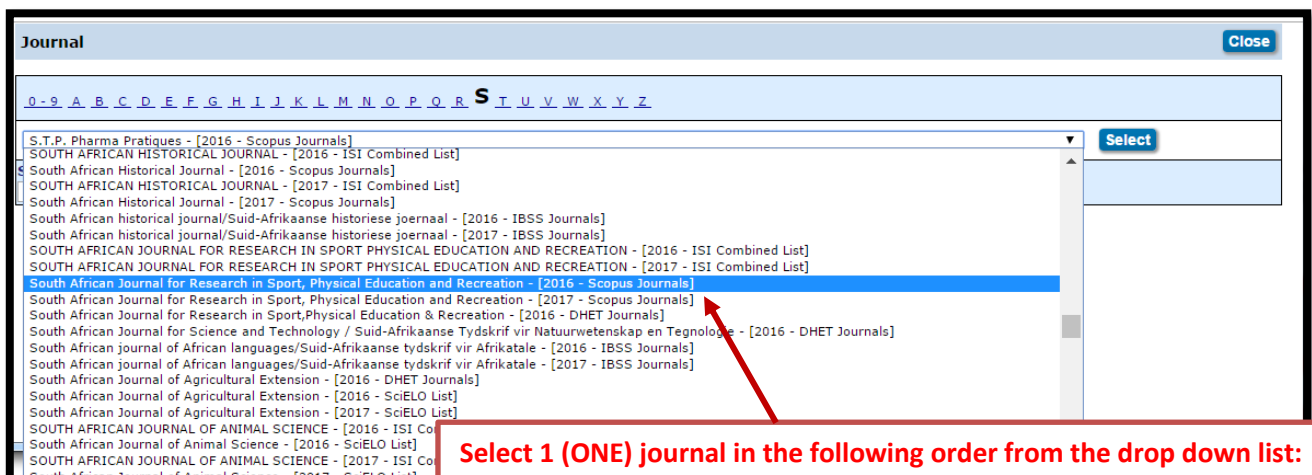 Journal
Close
0-9 A B C D E F G H I J K L M N O P Q R S T U V W X Y Z
S.T.P. Pharma Pratiques - [2016 - Scopus Journals]
Select
SOUTH AFRICAN HISTORICAL JOURNAL - [2016 - ISI Combined List]
South African Historical Journal - [2016 - Scopus Journals]
SOUTH AFRICAN HISTORICAL JOURNAL - [2017 - ISI Combined List]
South African Historical Journal - [2017 - Scopus Journals]
South African historical journal/Suid-Afrikaanse historiese joernaal - [2016 - IBSS Journals]
South African historical journal/Suid-Afrikaanse historiese joernaal - [2017 - IBSS Journals]
SOUTH AFRICAN JOURNAL FOR RESEARCH IN SPORT PHYSICAL EDUCATION AND RECREATION - [2016 - ISI Combined List]
SOUTH AFRICAN JOURNAL FOR RESEARCH IN SPORT PHYSICAL EDUCATION AND RECREATION - [2017 - ISI Combined List]
South African Journal for Research in Sport, Physical Education and Recreation - [2016 - Scopus Journals]
South African Journal for Research in Sport, Physical Education and Recreation - [2017 - Scopus Journals]
South African Journal for Research in Sport,Physical Education & Recreation - [2016 - DHET Journals]
South African Journal for Science and Technology / Suid-Afrikaanse Tydskrif vir Natuurwetenskap en Tegnologie - [2016 - DHET Journals]
South African journal of African languages/Suid-Afrikaanse tydskrif vir Afrikatale - [2016 - IBSS Journals]
South African journal of African languages/Suid-Afrikaanse tydskrif vir Afrikatale - [2017 - IBSS Journals]
South African Journal of Agricultural Extension - [2016 - DHET Journals]
South African Journal of Agricultural Extension - [2016 - SciELO List]
South African Journal of Agricultural Extension - [2017 - SciELO List]
SOUTH AFRICAN JOURNAL OF ANIMAL SCIENCE - [2016 - ISI Co
South African Journal of Animal Science - [2016 - SciELO List]
SOUTH AFRICAN JOURNAL OF ANIMAL SCIENCE - [2017 - ISI Co
Select 1 (ONE) journal in the following order from the drop down list: